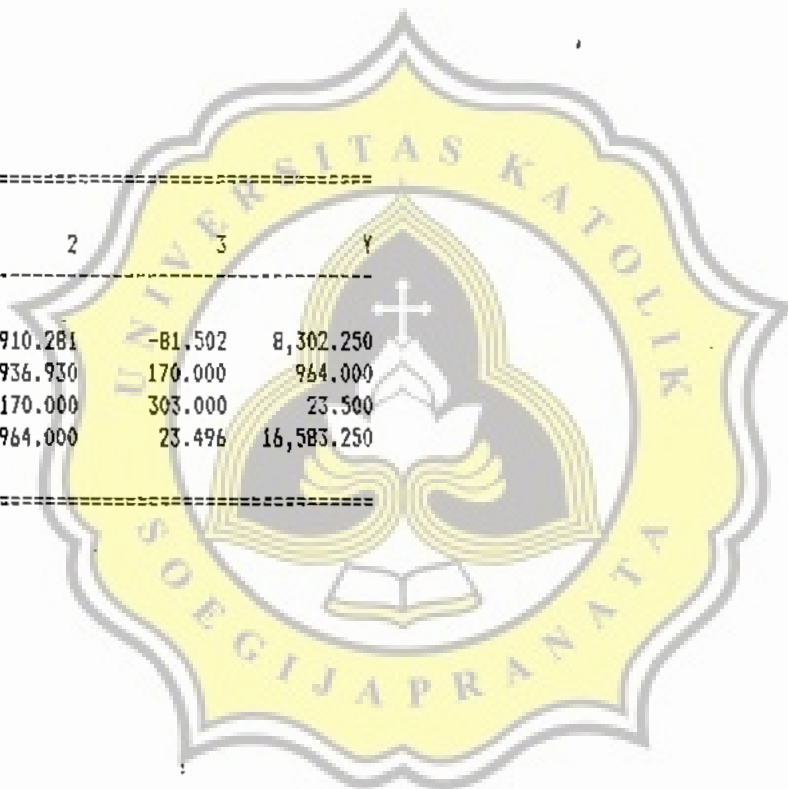 ===============================
2 3 Y
-------------------------------
910.281 -81.502 8,302.250
936.930 170.000 964.000
170.000 303.000 23.500
964.000 23.496 16,583.250
===============================
UNIVERSITAS KATOLIK
SOEGIJAPRANATA